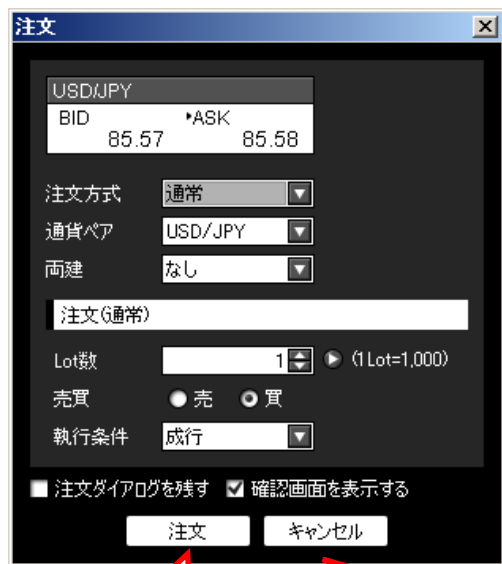 注文
USD/JPY
BID ASK
85.57 85.58
注文方式 通常
通貨ペア USD/JPY
両建 なし
注文(通常)
Lot数 1 (1Lot=1,000)
売買 売 買
執行条件 成行
注文ダイアログを残す 確認画面を表示する
注文 キャンセル